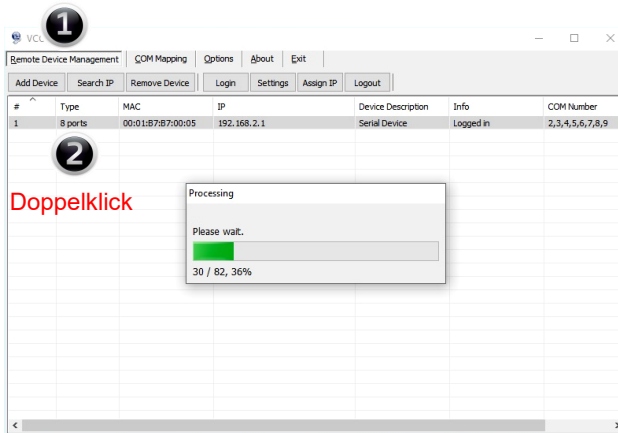 1
VCC
Remote Device Management COM Mapping Options About Exit
Add Device Search IP Remove Device Login Settings Assign IP Logout
# Type MAC IP Device Description Info COM Number
1 8 ports 00:01:B7:B7:00:05 192.168.2.1 Serial Device Logged in 2,3,4,5,6,7,8,9
2
Doppelklick
Processing
Please wait.
30 / 82, 36%